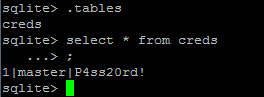 sqlite> .tables
creds
sqlite> select * from creds
   ...> ;
1|master|P4ss20rd!
sqlite>